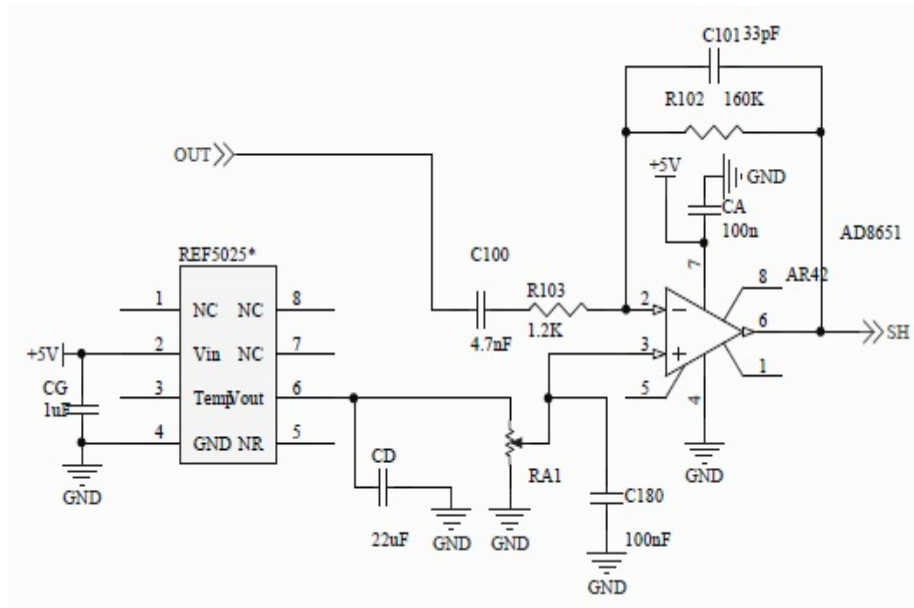 C101 33pF
R102 160K
OUT
+5V
GND
CA
100n
AD8651
REF5025*
C100
7
8
AR42
1 NC NC 8
R103
2
6
4.7nF
1.2K
SH
+5V
2 Vin NC 7
3
1
CG
1uF
3 Temp Vout 6
5
4
4 GND NR 5
CD
RA1
GND
GND
C180
22uF
GND
GND
100nF
GND